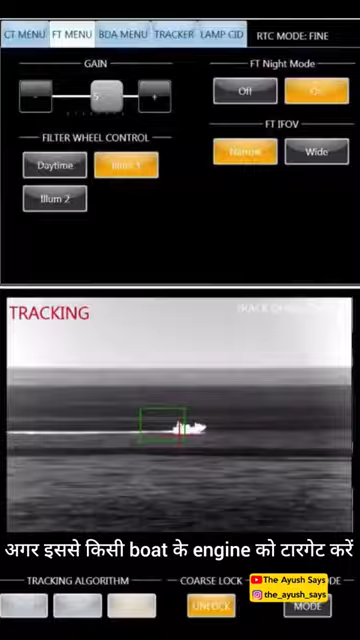 CT MENU FT MENU BDA MENU TRACKER LAMP CID RTC MODE: FINE
GAIN FT Night Mode
- 5 + Off On
FILTER WHEEL CONTROL FT IFOV
Daytime Illum 1 Narrow Wide
Illum 2
TRACKING
अगर इससे किसी boat के engine को टारगेट करें
TRACKING ALGORITHM COARSE LOCK
The Ayush Says
the_ayush_says
UNLOCK MODE